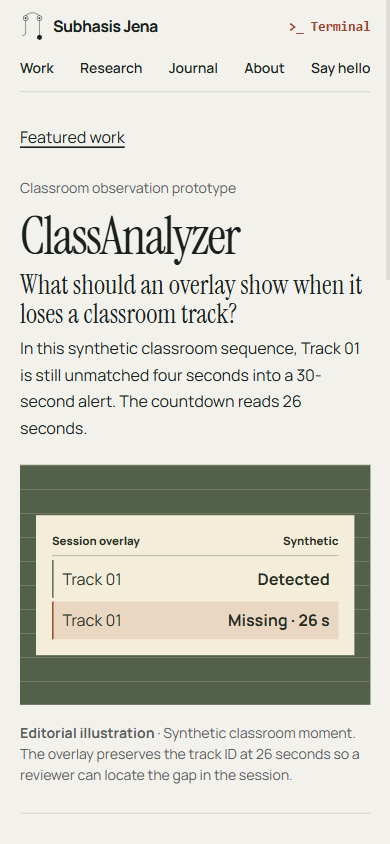 Subhasis Jena
>_ Terminal
Work Research Journal About Say hello
Featured work
Classroom observation prototype
ClassAnalyzer
What should an overlay show when it
loses a classroom track?
In this synthetic classroom sequence, Track 01
is still unmatched four seconds into a 30-
second alert. The countdown reads 26
seconds.
Session overlay Synthetic
Track 01 Detected
Track 01 Missing · 26 s
Editorial illustration · Synthetic classroom moment.
The overlay preserves the track ID at 26 seconds so a
reviewer can locate the gap in the session.